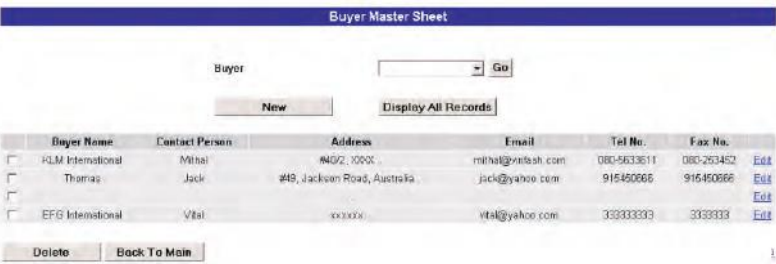 Buyer Master Sheet
Buyer Go
New Display All Records
Buyer Name Contact Person Address Email Tel No. Fax No.
KLM International Mithal #40/2, XXXX mithal@vinfash.com 080-5633611 080-253452 Edit
Thomas Jack #49, Jackson Road, Australia jack@yahoo.com 915450666 915450666 Edit
Edit
EFG International Vital xxxxxx vital@yahoo.com 333333333 3333333 Edit
Delete Back To Main
1